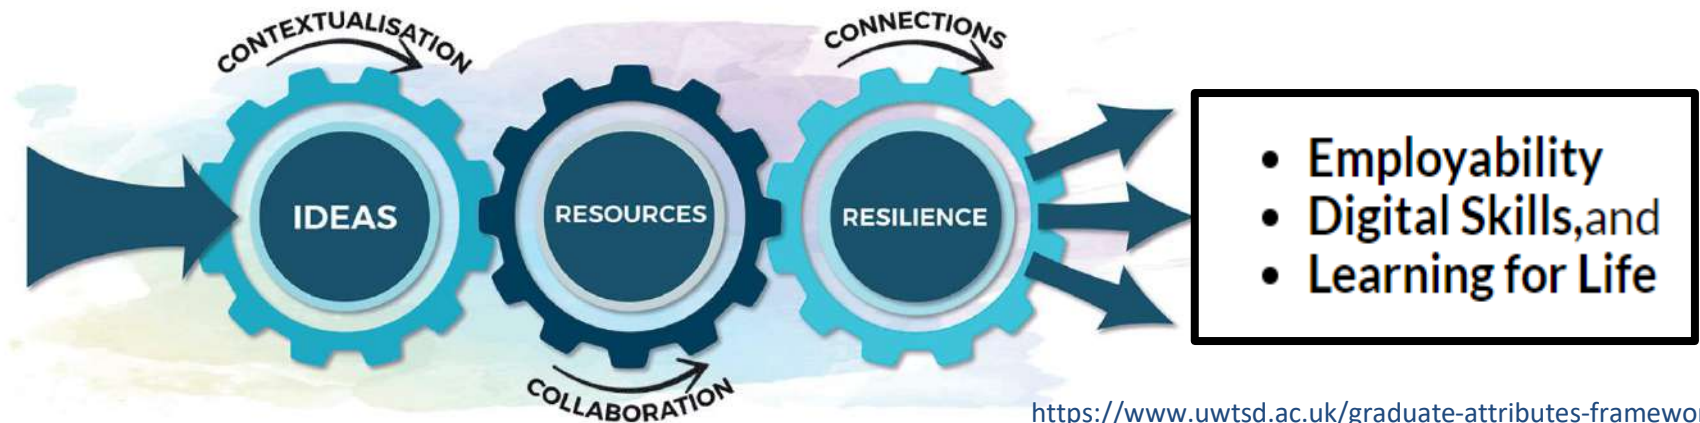 CONTEXTUALISATION
CONNECTIONS
IDEAS
RESOURCES
RESILIENCE
COLLABORATION
• Employability
• Digital Skills,and
• Learning for Life
https://www.uwtsd.ac.uk/graduate-attributes-framewor